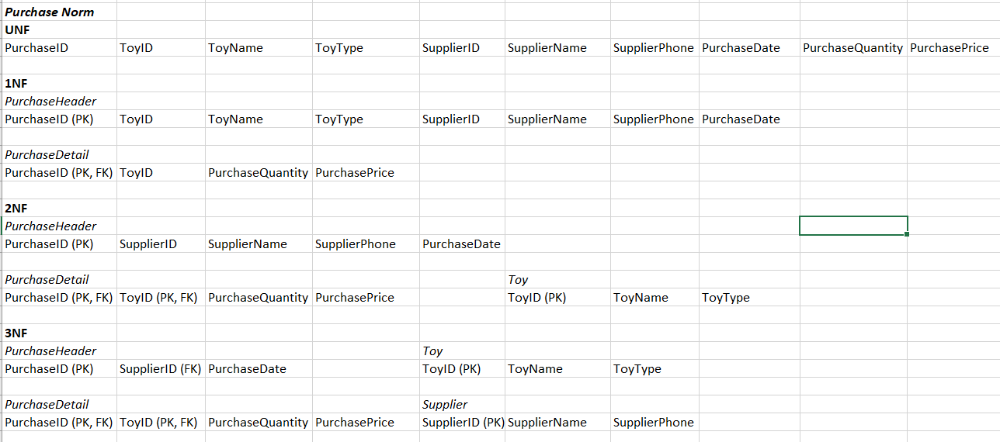 Purchase Norm
UNF
PurchaseID ToyID ToyName ToyType SupplierID SupplierName SupplierPhone PurchaseDate PurchaseQuantity PurchasePrice
1NF
PurchaseHeader
PurchaseID (PK) ToyID ToyName ToyType SupplierID SupplierName SupplierPhone PurchaseDate
PurchaseDetail
PurchaseID (PK, FK) ToyID PurchaseQuantity PurchasePrice
2NF
PurchaseHeader
PurchaseID (PK) SupplierID SupplierName SupplierPhone PurchaseDate
PurchaseDetail Toy
PurchaseID (PK, FK) ToyID (PK, FK) PurchaseQuantity PurchasePrice ToyID (PK) ToyName ToyType
3NF
PurchaseHeader Toy
PurchaseID (PK) SupplierID (FK) PurchaseDate ToyID (PK) ToyName ToyType
PurchaseDetail Supplier
PurchaseID (PK, FK) ToyID (PK, FK) PurchaseQuantity PurchasePrice SupplierID (PK) SupplierName SupplierPhone